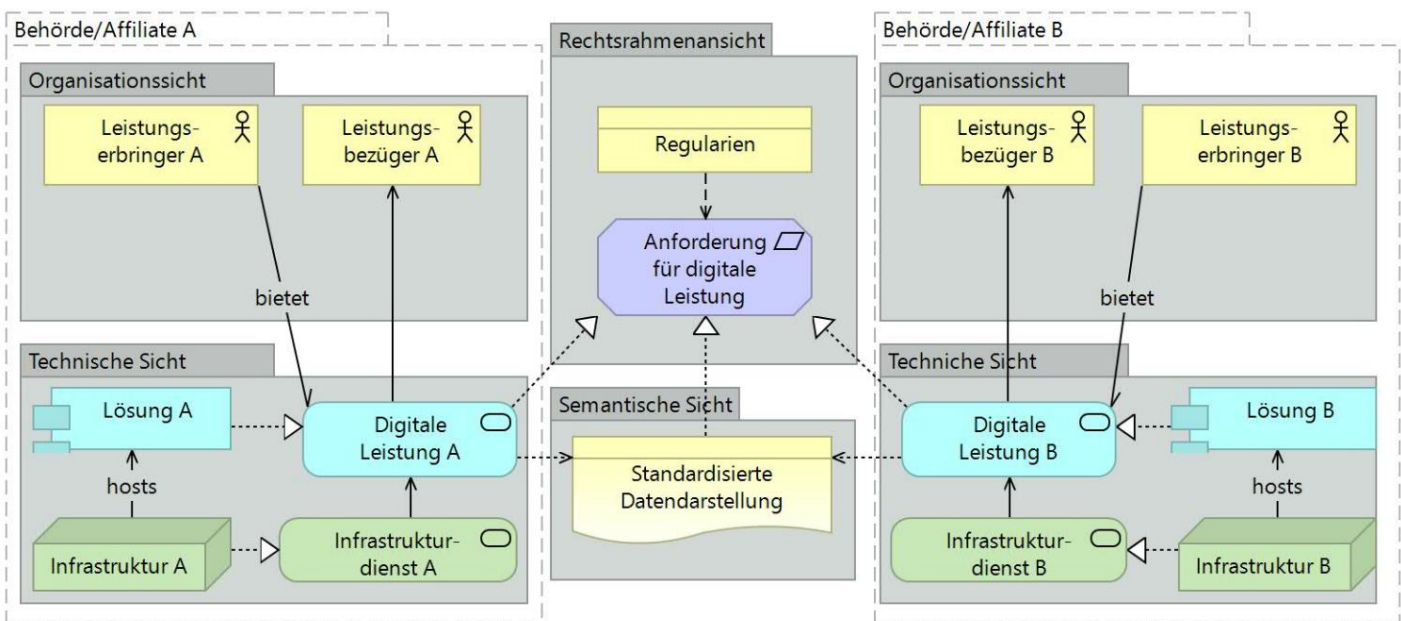 Behörde/Affiliate A
Organisationssicht
Leistungs-
erbringer A
Leistungs-
bezüger A
bietet
Technische Sicht
Lösung A
Digitale
Leistung A
hosts
Infrastruktur A
Infrastruktur-
dienst A
Rechtsrahmenansicht
Regularien
Anforderung
für digitale
Leistung
Semantische Sicht
Standardisierte
Datendarstellung
Behörde/Affiliate B
Organisationssicht
Leistungs-
bezüger B
Leistungs-
erbringer B
bietet
Techniche Sicht
Digitale
Leistung B
Lösung B
hosts
Infrastruktur-
dienst B
Infrastruktur B